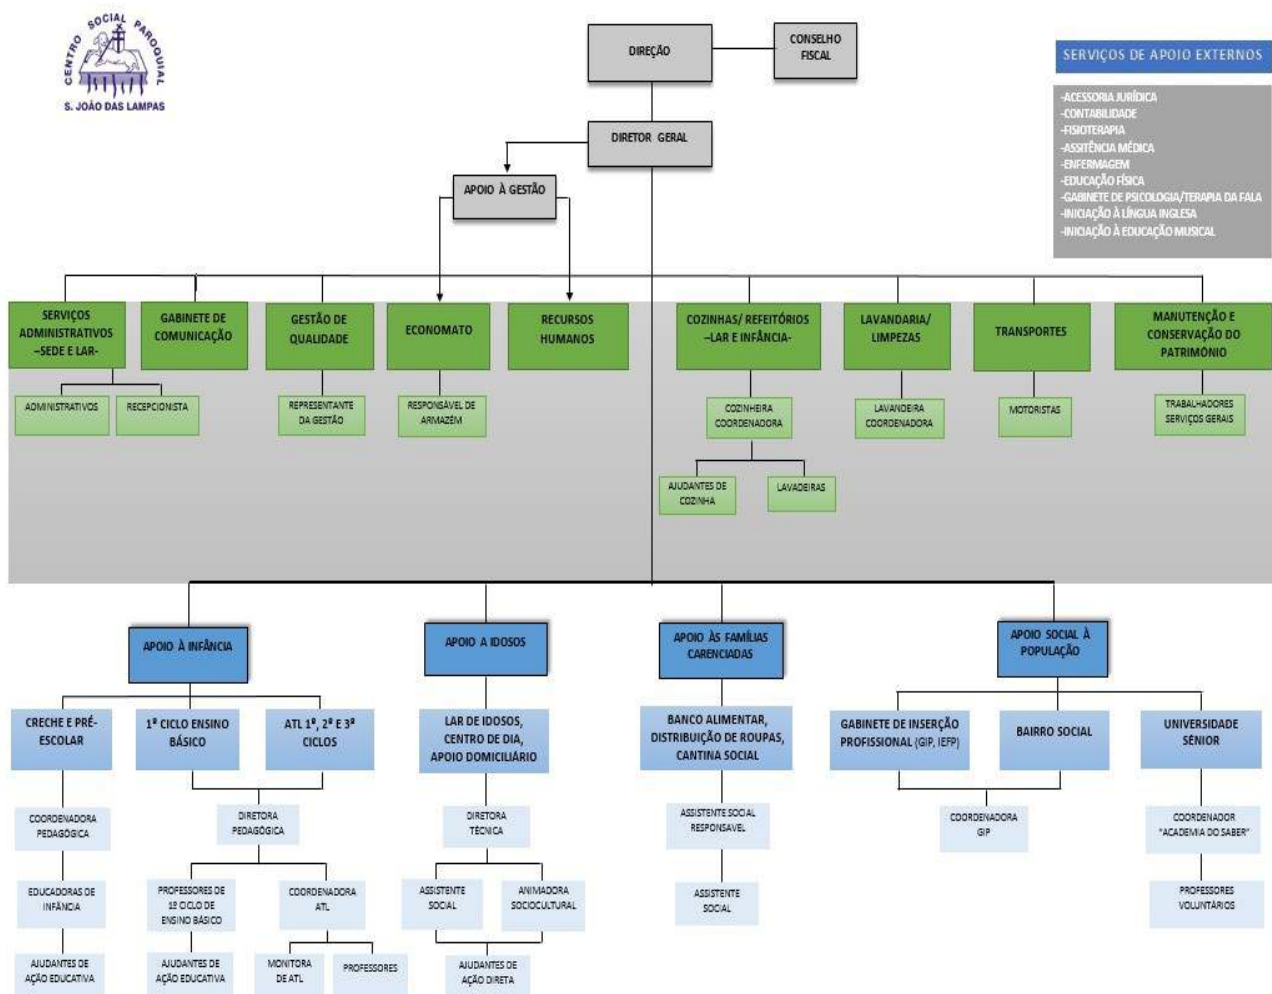 CENTRO SOCIAL PAROQUIAL
S. JOÃO DAS LAMPAS
DIREÇÃO
CONSELHO
FISCAL
SERVIÇOS DE APOIO EXTERNOS
-ACESSORIA JURÍDICA
-CONTABILIDADE
-FISIOTERAPIA
-ASSITÊNCIA MÉDICA
-ENFERMAGEM
-EDUCAÇÃO FÍSICA
-GABINETE DE PSICOLOGIA/TERAPIA DA FALA
-INICIAÇÃO À LÍNGUA INGLESA
-INICIAÇÃO À EDUCAÇÃO MUSICAL
DIRETOR GERAL
APOIO À GESTÃO
SERVIÇOS
ADMINISTRATIVOS
–SEDE E LAR-
GABINETE DE
COMUNICAÇÃO
GESTÃO DE
QUALIDADE
ECONOMATO
RECURSOS
HUMANOS
COZINHAS/ REFEITÓRIOS
–LAR E INFÂNCIA-
LAVANDARIA/
LIMPEZAS
TRANSPORTES
MANUTENÇÃO E
CONSERVAÇÃO DO
PATRIMÓNIO
ADMINISTRATIVOS
RECEPCIONISTA
REPRESENTANTE
DA GESTÃO
RESPONSÁVEL DE
ARMAZÉM
COZINHEIRA
COORDENADORA
LAVANDEIRA
COORDENADORA
MOTORISTAS
TRABALHADORES
SERVIÇOS GERAIS
AJUDANTES DE
COZINHA
LAVADEIRAS
APOIO À INFÂNCIA
APOIO A IDOSOS
APOIO ÀS FAMÍLIAS
CARENCIADAS
APOIO SOCIAL À
POPULAÇÃO
CRECHE E PRÉ-
ESCOLAR
1º CICLO ENSINO
BÁSICO
ATL 1º, 2º E 3º
CICLOS
LAR DE IDOSOS,
CENTRO DE DIA,
APOIO DOMICILIÁRIO
BANCO ALIMENTAR,
DISTRIBUIÇÃO DE ROUPAS,
CANTINA SOCIAL
GABINETE DE INSERÇÃO
PROFISSIONAL (GIP, IEFP)
BAIRRO SOCIAL
UNIVERSIDADE
SÉNIOR
COORDENADORA
PEDAGÓGICA
DIRETORA
PEDAGÓGICA
DIRETORA
TÉCNICA
ASSISTENTE SOCIAL
RESPONSAVEL
COORDENADORA
GIP
COORDENADOR
"ACADEMIA DO SABER"
EDUCADORAS DE
INFÂNCIA
PROFESSORES DE
1º CICLO DE
ENSINO BÁSICO
COORDENADORA
ATL
ASSISTENTE
SOCIAL
ANIMADORA
SOCIOCULTURAL
ASSISTENTE
SOCIAL
PROFESSORES
VOLUNTÁRIOS
AJUDANTES DE
AÇÃO EDUCATIVA
AJUDANTES DE
AÇÃO EDUCATIVA
MONITORA
DE ATL
PROFESSORES
AJUDANTES DE
AÇÃO DIRETA